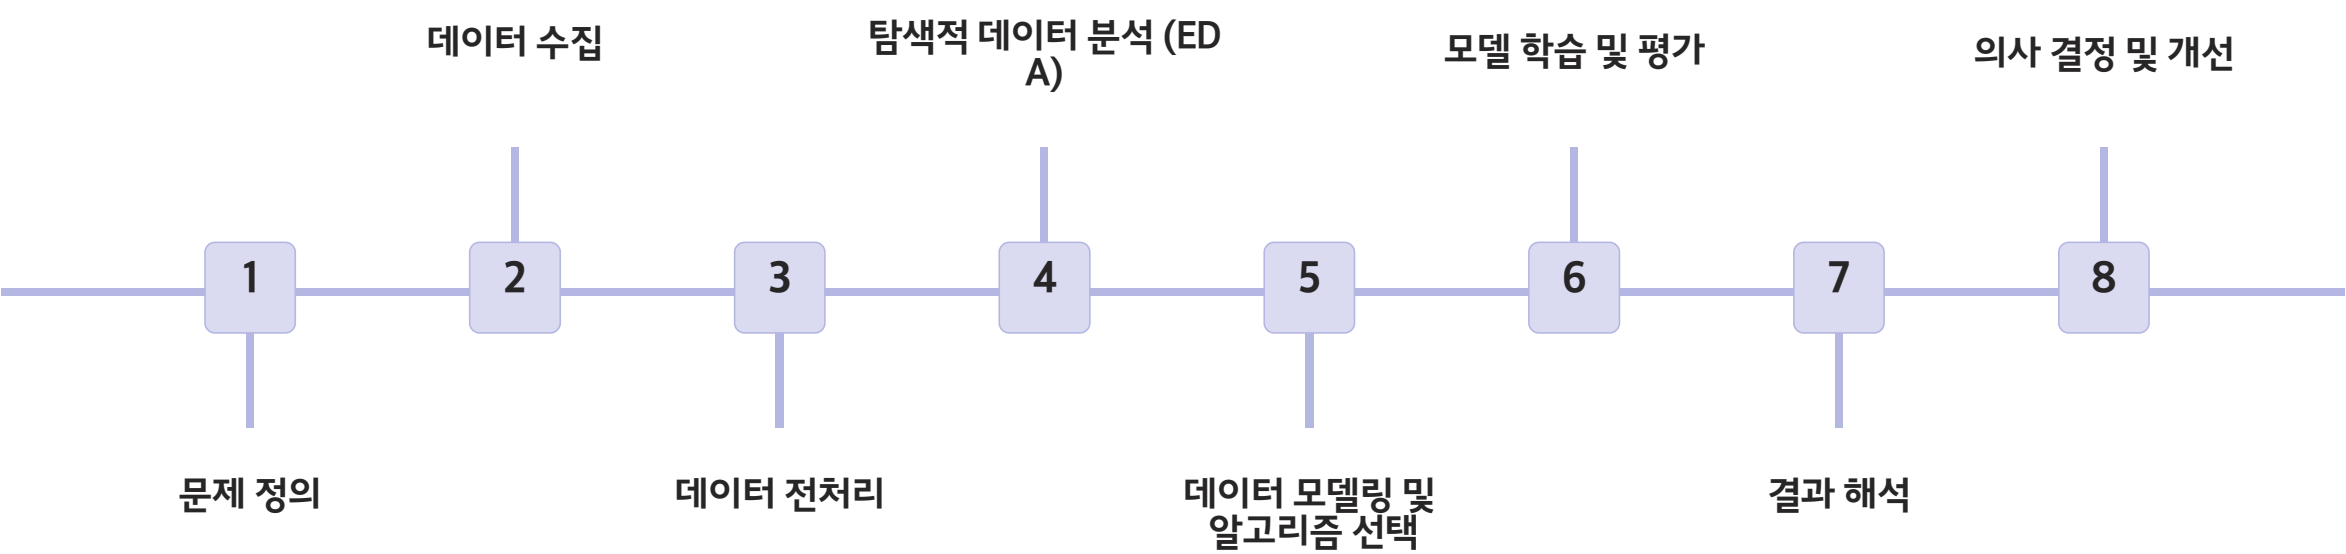 데이터 수집
탐색적 데이터 분석 (ED
A)
모델 학습 및 평가
의사 결정 및 개선
1
2
3
4
5
6
7
8
문제 정의
데이터 전처리
데이터 모델링 및
알고리즘 선택
결과 해석